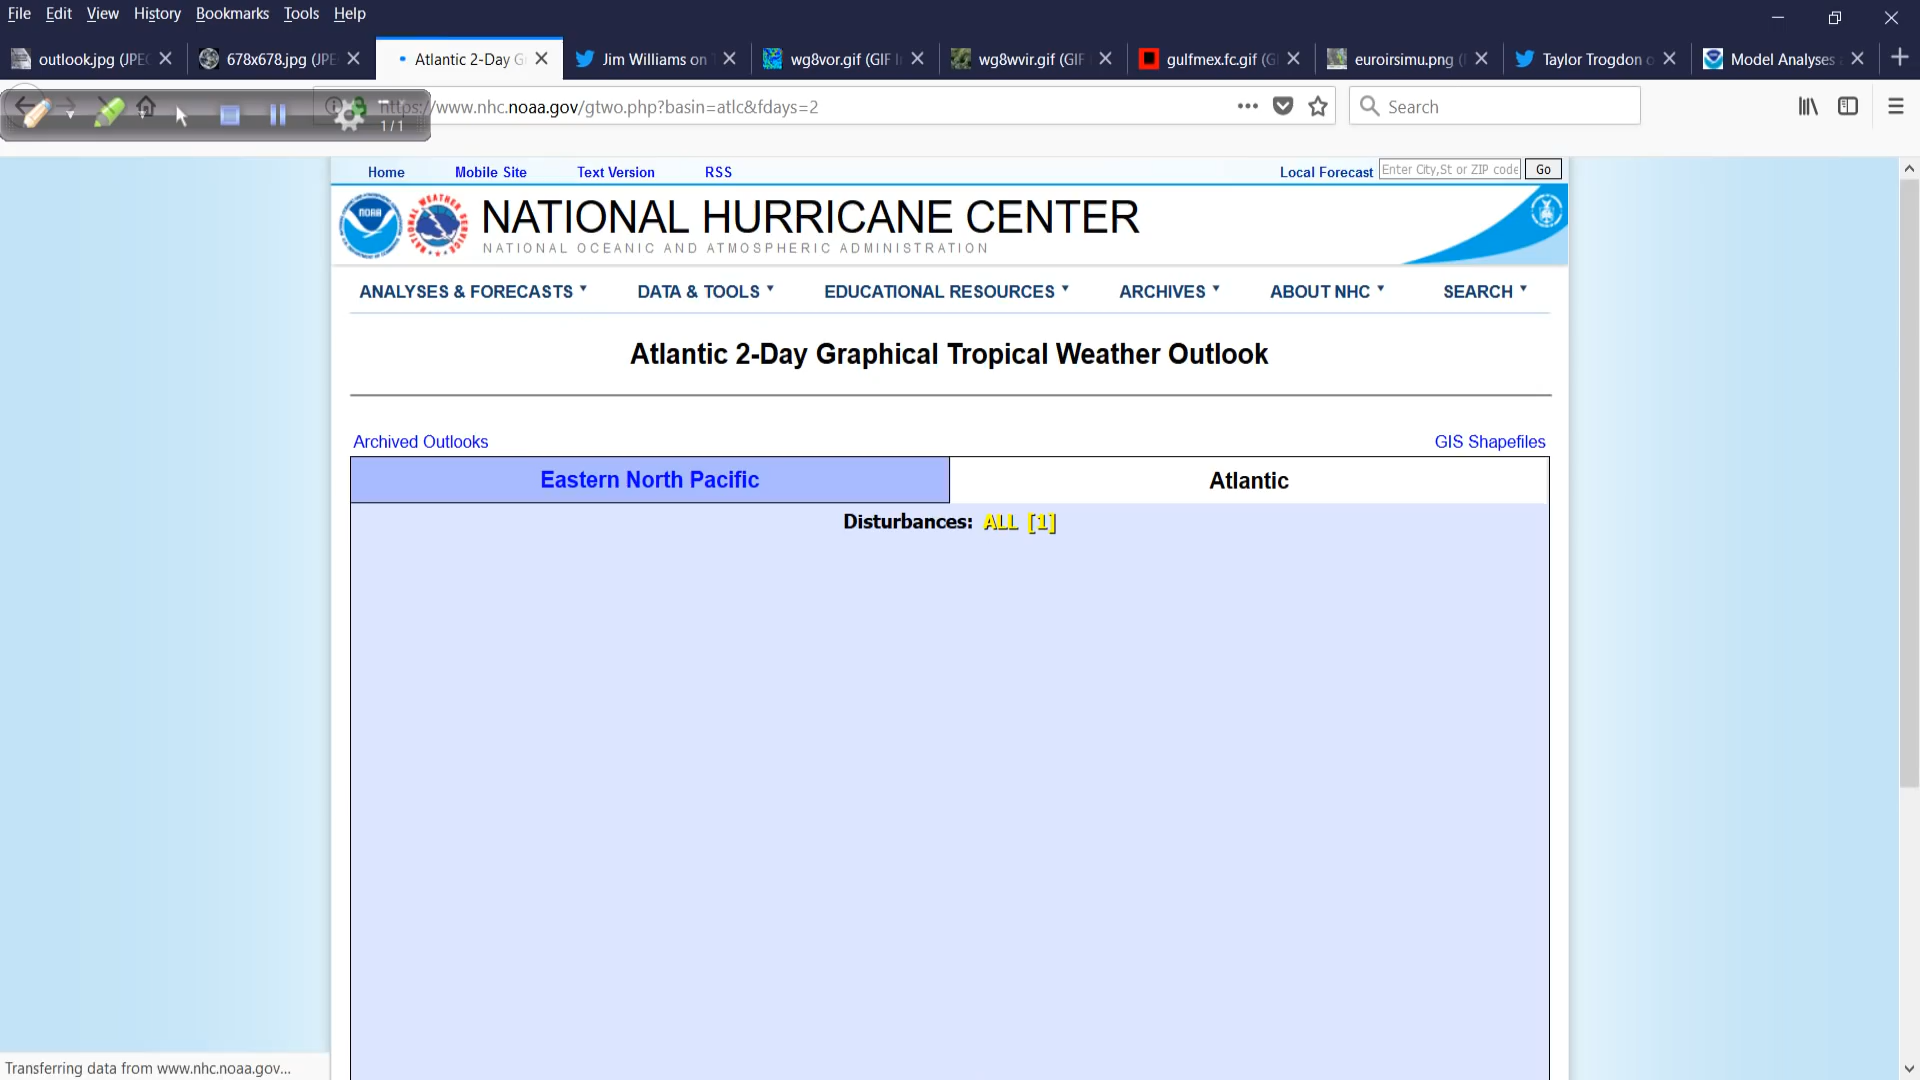 File Edit View History Bookmarks Tools Help
outlook.jpg (JPEG
678x678.jpg (JPE
Atlantic 2-Day G
Jim Williams on
wg8vor.gif (GIF I
wg8wvir.gif (GIF
gulfmex.fc.gif (G
euroirsimu.png (
Taylor Trogdon o
Model Analyses
https://www.nhc.noaa.gov/gtwo.php?basin=atlc&fdays=2
Search
1/1
Home Mobile Site Text Version RSS
Local Forecast Enter City,St or ZIP code Go
NOAA
NATIONAL HURRICANE CENTER
NATIONAL OCEANIC AND ATMOSPHERIC ADMINISTRATION
ANALYSES & FORECASTS DATA & TOOLS EDUCATIONAL RESOURCES ARCHIVES ABOUT NHC SEARCH
Atlantic 2-Day Graphical Tropical Weather Outlook
Archived Outlooks GIS Shapefiles
Eastern North Pacific Atlantic
Disturbances: ALL [1]
Transferring data from www.nhc.noaa.gov...